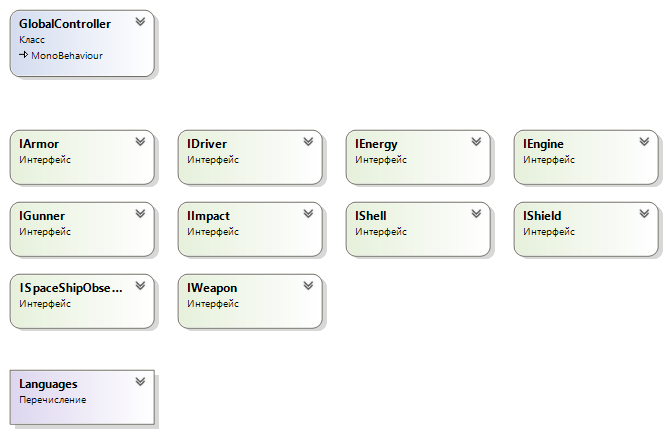 GlobalController
Класс
MonoBehaviour
IArmor
Интерфейс
IDriver
Интерфейс
IEnergy
Интерфейс
IEngine
Интерфейс
IGunner
Интерфейс
IImpact
Интерфейс
IShell
Интерфейс
IShield
Интерфейс
ISpaceShipObse...
Интерфейс
IWeapon
Интерфейс
Languages
Перечисление